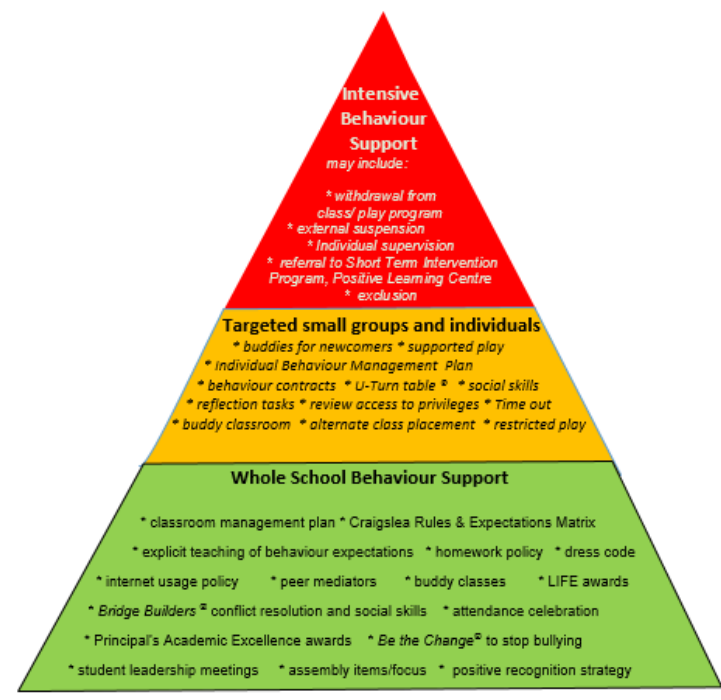 Intensive
Behaviour
Support
may include:
* withdrawal from
class/ play program
* external suspension
* Individual supervision
* referral to Short Term Intervention
Program, Positive Learning Centre
* exclusion
Targeted small groups and individuals
* buddies for newcomers * supported play
* Individual Behaviour Management Plan
* behaviour contracts * U-Turn table ® * social skills
* reflection tasks * review access to privileges * Time out
* buddy classroom * alternate class placement * restricted play
Whole School Behaviour Support
* classroom management plan * Craigslea Rules & Expectations Matrix
* explicit teaching of behaviour expectations * homework policy * dress code
* internet usage policy * peer mediators * buddy classes * LIFE awards
* Bridge Builders ® conflict resolution and social skills * attendance celebration
* Principal's Academic Excellence awards * Be the Change® to stop bullying
* student leadership meetings * assembly items/focus * positive recognition strategy